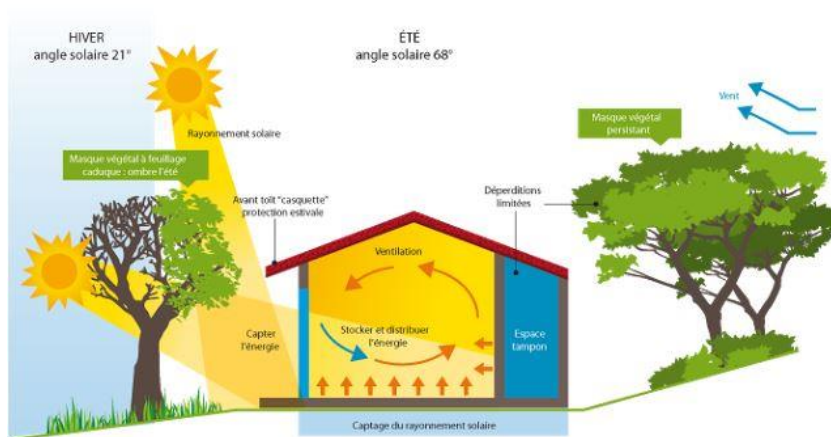 HIVER
angle solaire 21°
ÉTÉ
angle solaire 68°
Vent
Masque végétal
persistant
Rayonnement solaire
Masque végétal à feuillage
caduque : ombre l'été
Avant toît "casquette"
protection estivale
Déperditions
limitées
Ventilation
Capter
l'énergie
Stocker et distribuer
l'énergie
Espace
tampon
Captage du rayonnement solaire